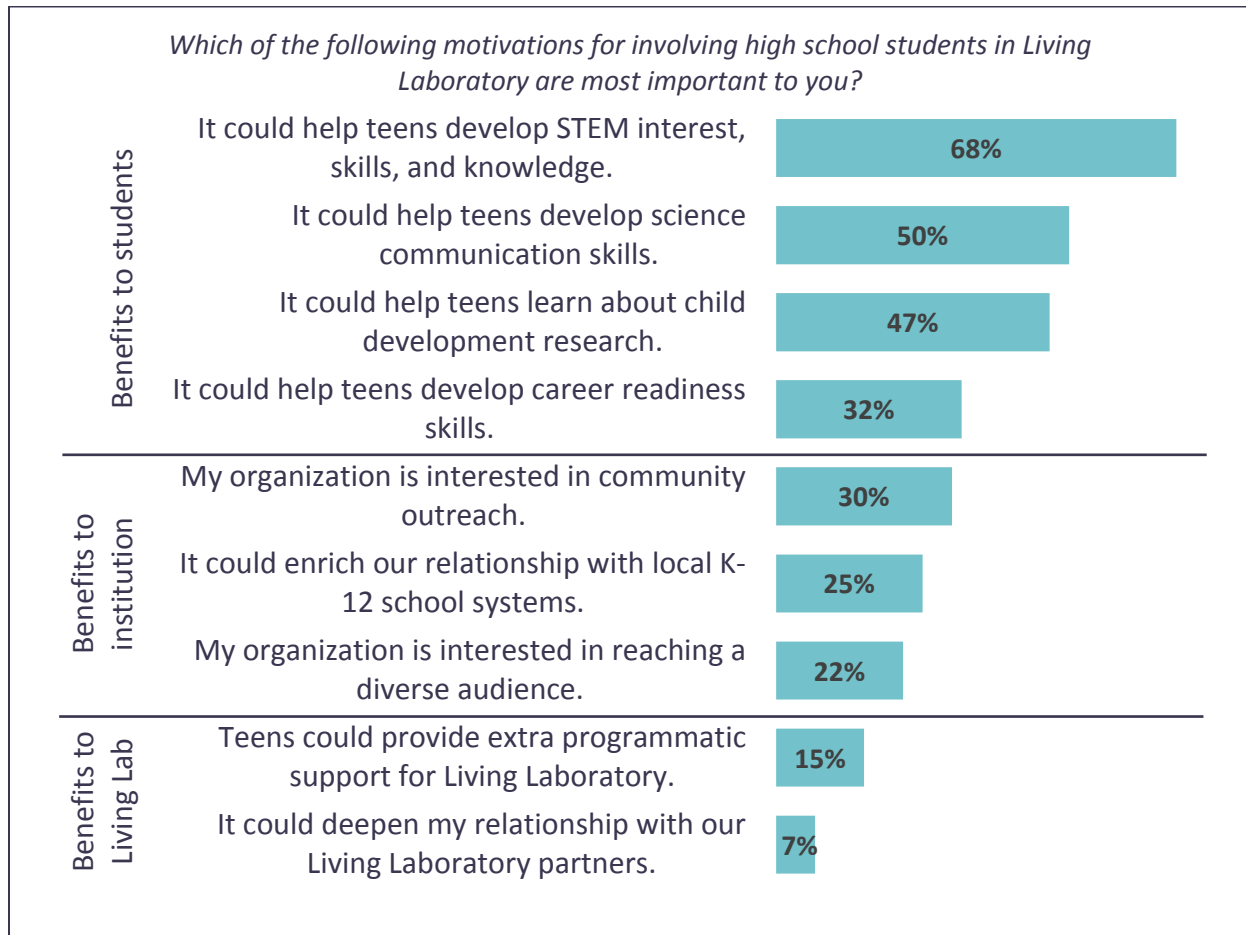 Which of the following motivations for involving high school students in Living
Laboratory are most important to you?
Benefits to students
It could help teens develop STEM interest,
skills, and knowledge.
68%
It could help teens develop science
communication skills.
50%
It could help teens learn about child
development research.
47%
It could help teens develop career readiness
skills.
32%
Benefits to
institution
My organization is interested in community
outreach.
30%
It could enrich our relationship with local K-
12 school systems.
25%
My organization is interested in reaching a
diverse audience.
22%
Benefits to
Living Lab
Teens could provide extra programmatic
support for Living Laboratory.
15%
It could deepen my relationship with our
Living Laboratory partners.
7%